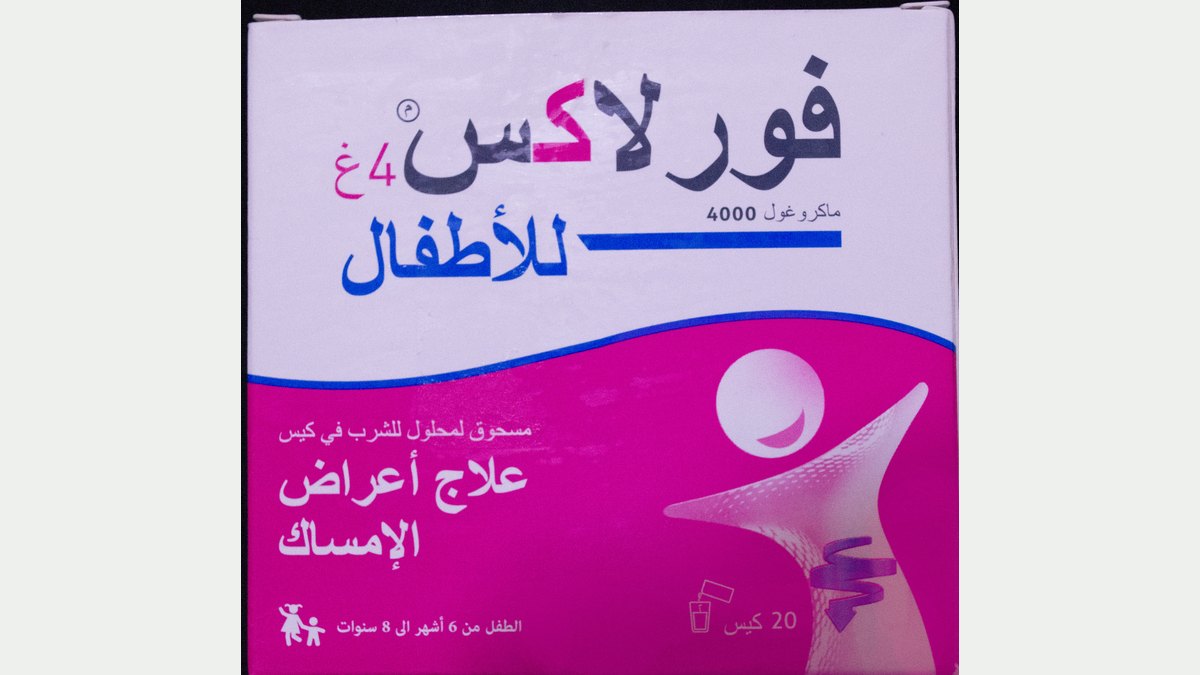 فورلاكس م 4غ
ماكروغول 4000
للأطفال
مسحوق لمحلول للشرب في كيس
علاج أعراض
الإمساك
الطفل من 6 أشهر الى 8 سنوات
20 كيس